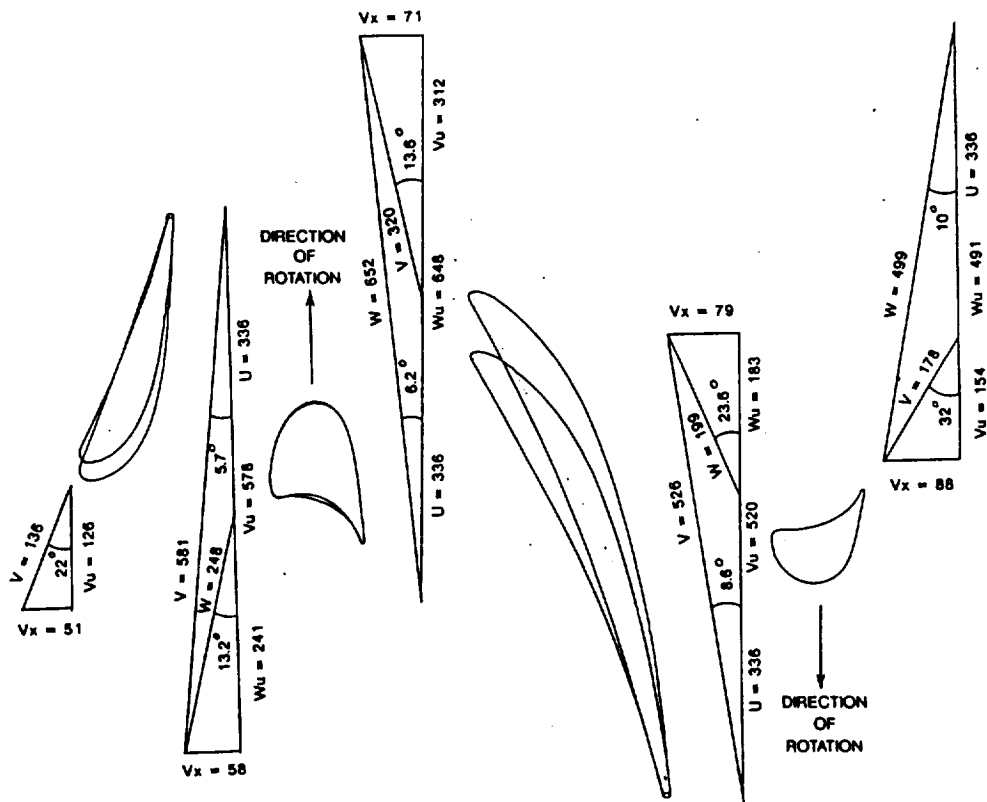 Vx = 71
Vu = 312
13.6°
V = 320
W = 652
Wu = 648
6.2°
U = 336
DIRECTION
OF
ROTATION
U = 336
5.7°
Vu = 578
V = 581
W = 248
13.2°
Wu = 241
Vx = 58
V = 136
22°
Vu = 126
Vx = 51
Vx = 79
Wu = 183
23.6°
W = 199
V = 526
Vu = 520
8.6°
U = 336
U = 336
10°
W = 499
Wu = 491
V = 178
32°
Vu = 154
Vx = 88
DIRECTION
OF
ROTATION